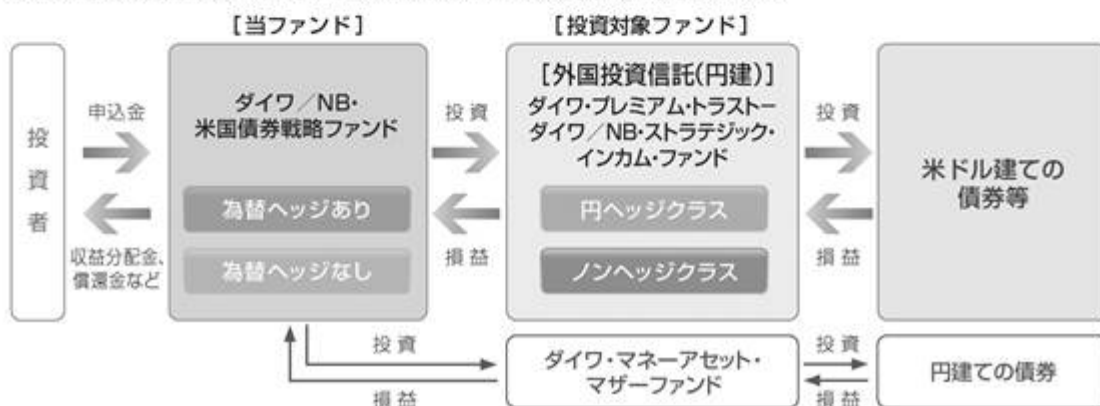 [当ファンド]
[投資対象ファンド]
投資者
申込金
収益分配金、
償還金など
ダイワ／NB・
米国債券戦略ファンド
為替ヘッジあり
為替ヘッジなし
投資
損益
[外国投資信託(円建)]
ダイワ・プレミアム・トラストー
ダイワ／NB・ストラテジック・
インカム・ファンド
円ヘッジクラス
ノンヘッジクラス
投資
損益
米ドル建ての
債券等
投資
損益
ダイワ・マネーアセット・
マザーファンド
投資
損益
円建ての債券